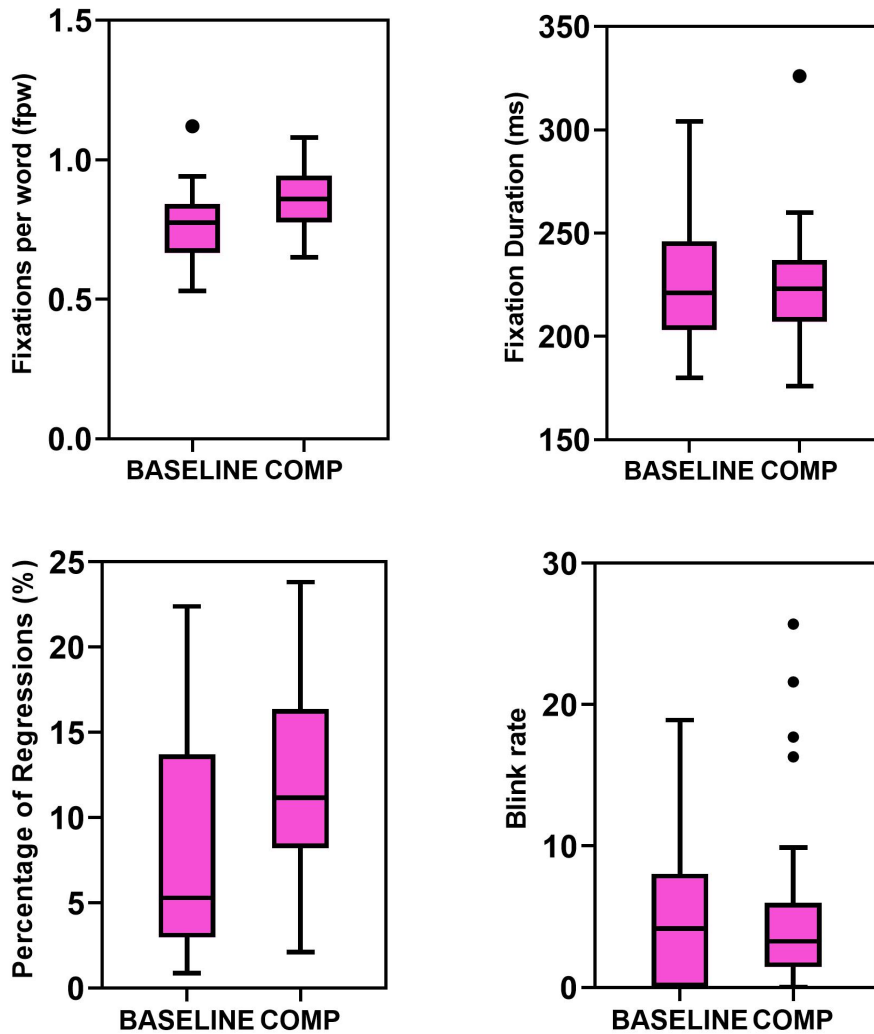 Fixations per word (fpw)
1.5
1.0
0.5
0.0
BASELINE COMP
Fixation Duration (ms)
350
300
250
200
150
BASELINE COMP
Percentage of Regressions (%)
25
20
15
10
5
0
BASELINE COMP
Blink rate
30
20
10
0
BASELINE COMP